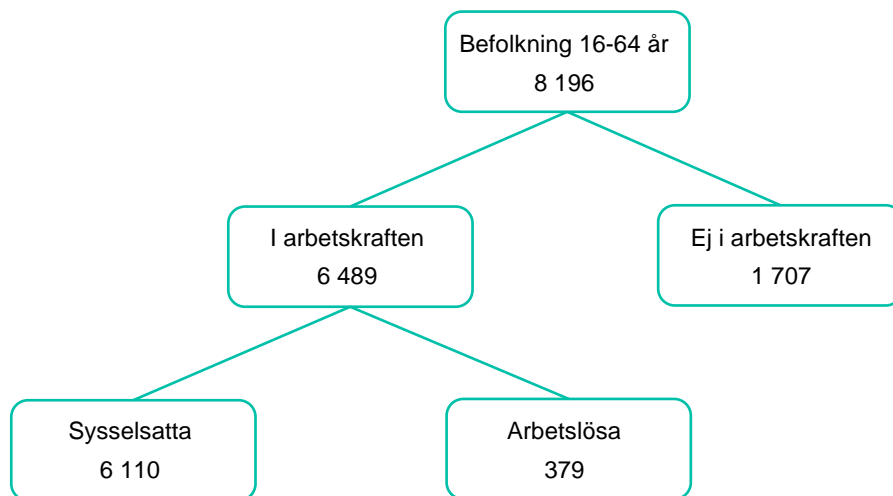 Befolkning 16-64 år
8 196
I arbetskraften
6 489
Ej i arbetskraften
1 707
Sysselsatta
6 110
Arbetslösa
379